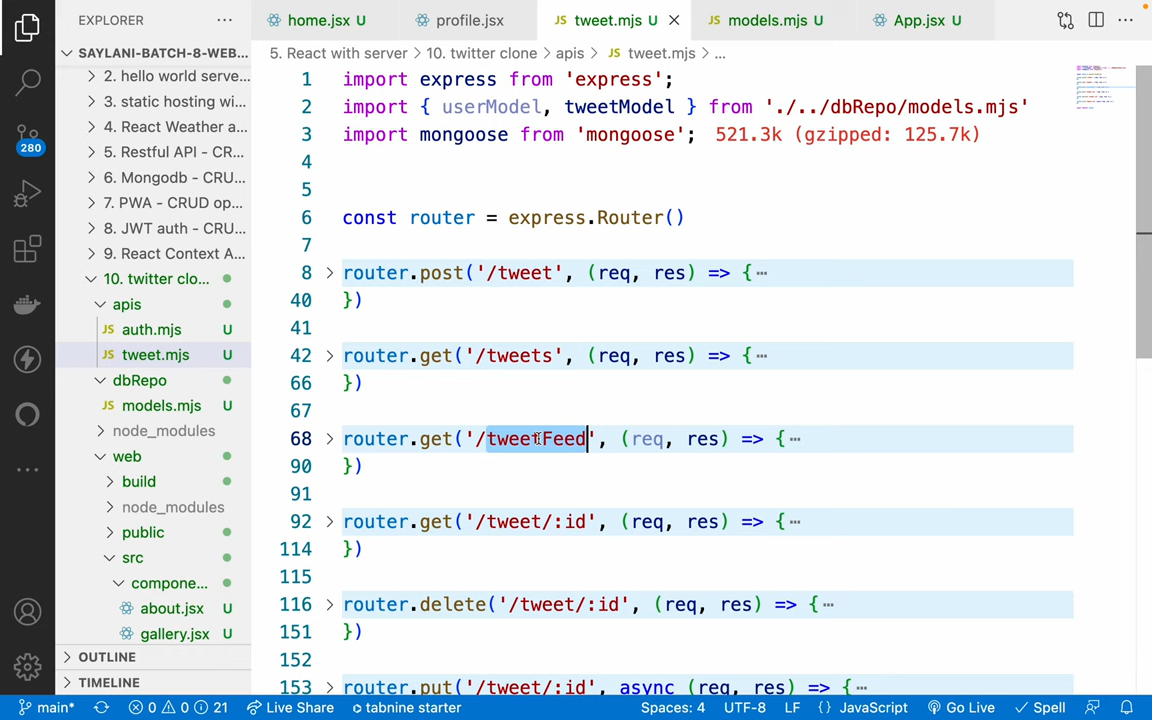 EXPLORER ···
home.jsx U
profile.jsx
JS tweet.mjs U
JS models.mjs U
App.jsx U
SAYLANI-BATCH-8-WEB...
2. hello world serve...
3. static hosting wi...
4. React Weather a...
5. Restful API - CR...
6. Mongodb - CRU...
7. PWA - CRUD op...
8. JWT auth - CRU...
9. React Context A...
10. twitter clo...
apis
JS auth.mjs U
JS tweet.mjs U
dbRepo
JS models.mjs U
node_modules
web
build
node_modules
public
src
compone...
about.jsx U
gallery.jsx U
OUTLINE
TIMELINE
280
5. React with server > 10. twitter clone > apis > JS tweet.mjs > ...
1 import express from 'express';
2 import { userModel, tweetModel } from './../dbRepo/models.mjs'
3 import mongoose from 'mongoose'; 521.3k (gzipped: 125.7k)
4
5
6 const router = express.Router()
7
8 router.post('/tweet', (req, res) => {···
40 })
41
42 router.get('/tweets', (req, res) => {···
66 })
67
68 router.get('/tweetFeed', (req, res) => {···
90 })
91
92 router.get('/tweet/:id', (req, res) => {···
114 })
115
116 router.delete('/tweet/:id', (req, res) => {···
151 })
152
153 router.put('/tweet/:id', async (req, res) => {···
main* 0 0 21 Live Share tabnine starter Spaces: 4 UTF-8 LF {} JavaScript Go Live Spell